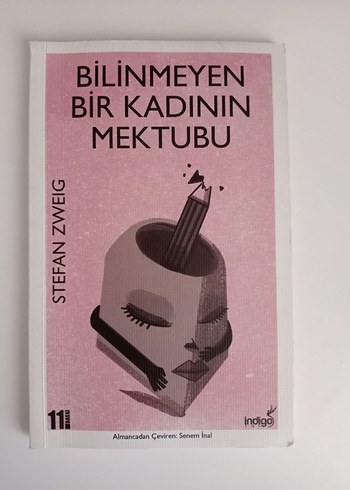 BİLİNMEYEN
BİR KADININ
MEKTUBU
STEFAN ZWEIG
11
indigo
Almancadan Çeviren: Senem İnal